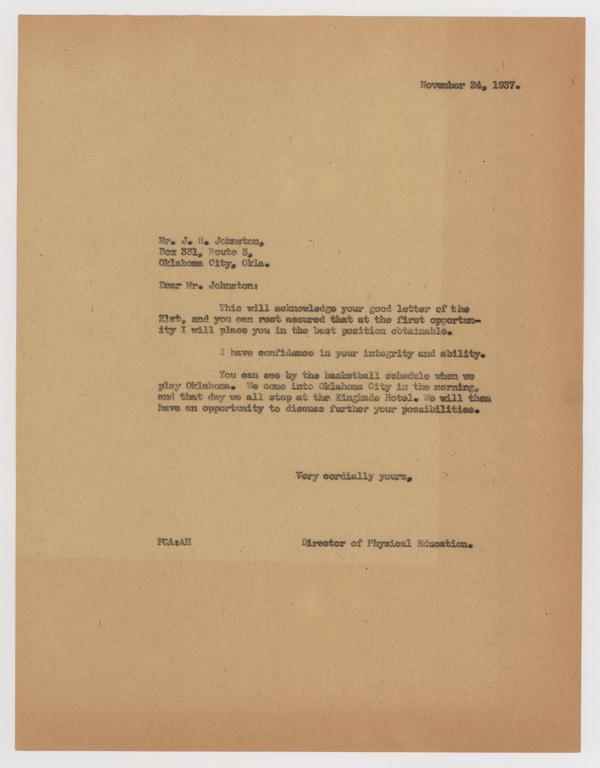 November 24, 1937.
Mr. J. H. Johnston,
Box 331, Route 3,
Oklahoma City, Okla.
Dear Mr. Johnston:
This will acknowledge your good letter of the
21st, and you can rest assured that at the first opportun-
ity I will place you in the best position obtainable.
I have confidence in your integrity and ability.
You can see by the basketball schedule when we
play Oklahoma. We come into Oklahoma City in the morning,
and that day we all stop at the Kingkade Hotel. We will then
have an opportunity to discuss further your possibilities.
Very cordially yours,
FCA:AH Director of Physical Education.